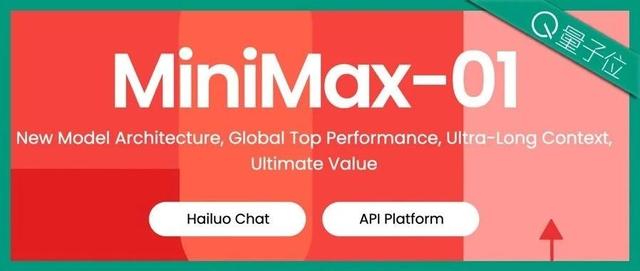 量子位
MiniMax-01
New Model Architecture, Global Top Performance, Ultra-Long Context,
Ultimate Value
Hailuo Chat
API Platform